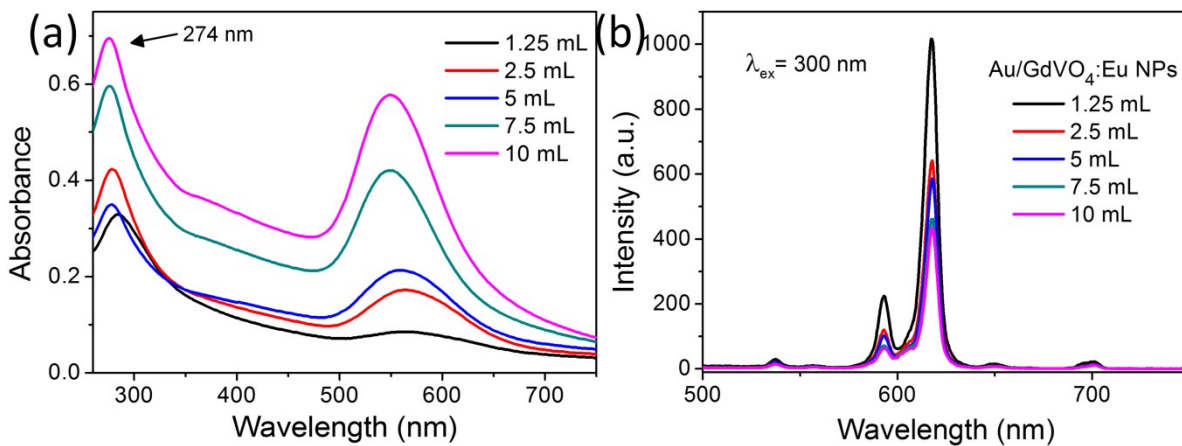 (a)
274 nm
1.25 mL
2.5 mL
5 mL
7.5 mL
10 mL
0.6
0.4
0.2
0.0
Absorbance
300 400 500 600 700
Wavelength (nm)
(b)
λex= 300 nm
Au/GdVO4:Eu NPs
1.25 mL
2.5 mL
5 mL
7.5 mL
10 mL
1000
800
600
400
200
0
Intensity (a.u.)
500 600 700
Wavelength (nm)